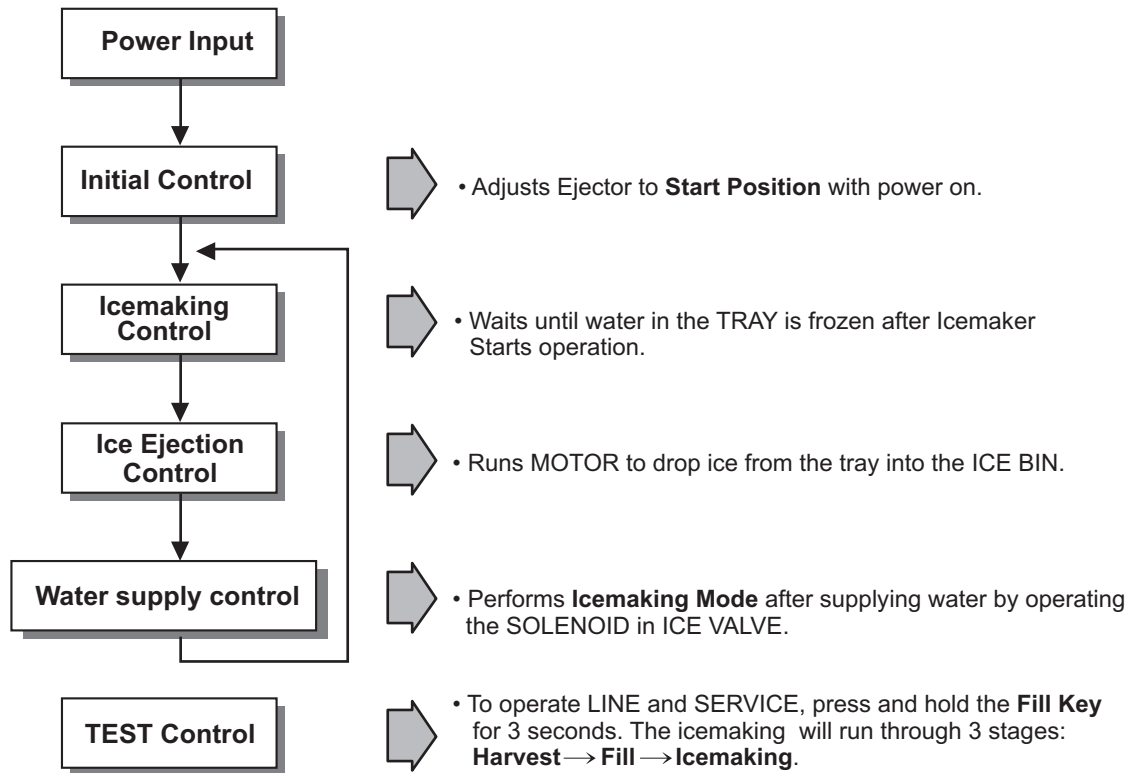 Power Input
Initial Control
• Adjusts Ejector to Start Position with power on.
Icemaking
Control
• Waits until water in the TRAY is frozen after Icemaker
Starts operation.
Ice Ejection
Control
• Runs MOTOR to drop ice from the tray into the ICE BIN.
Water supply control
• Performs Icemaking Mode after supplying water by operating
the SOLENOID in ICE VALVE.
TEST Control
• To operate LINE and SERVICE, press and hold the Fill Key
for 3 seconds. The icemaking will run through 3 stages:
Harvest → Fill → Icemaking.